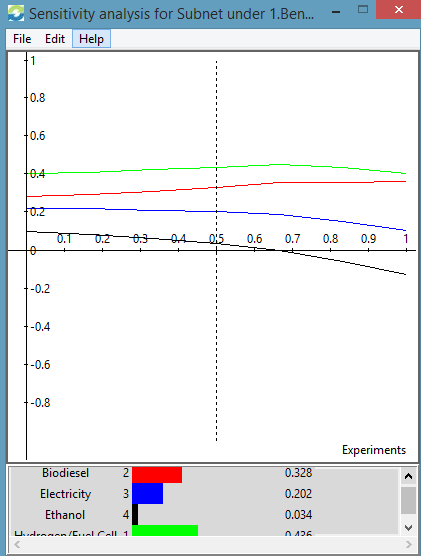 Sensitivity analysis for Subnet under 1.Ben...
File Edit Help
1
0.8
0.6
0.4
0.2
0.1 0.2 0.3 0.4 0.5 0.6 0.7 0.8 0.9 1
0
-0.2
-0.4
-0.6
-0.8
Experiments
Biodiesel 2 0.328
Electricity 3 0.202
Ethanol 4 0.034
Hydrogen/Fuel Cell 1 0.436